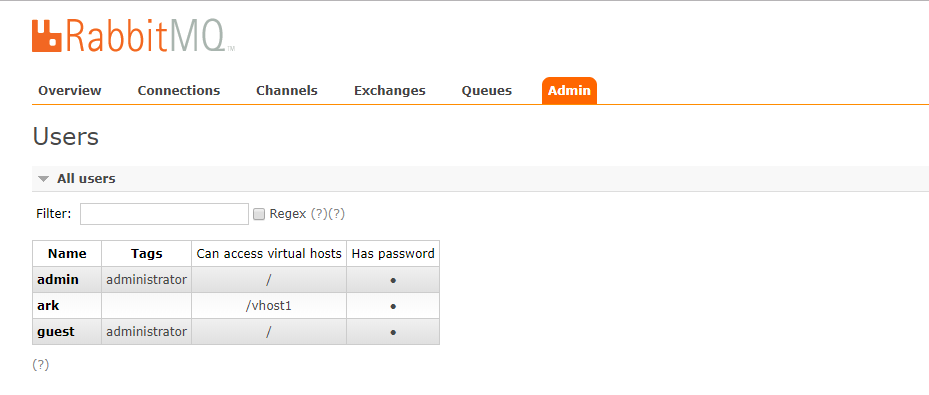 RabbitMQ™
Overview Connections Channels Exchanges Queues Admin
Users
All users
Filter: Regex (?)(?)
Name Tags Can access virtual hosts Has password
admin administrator / ●
ark /vhost1 ●
guest administrator / ●
(?)